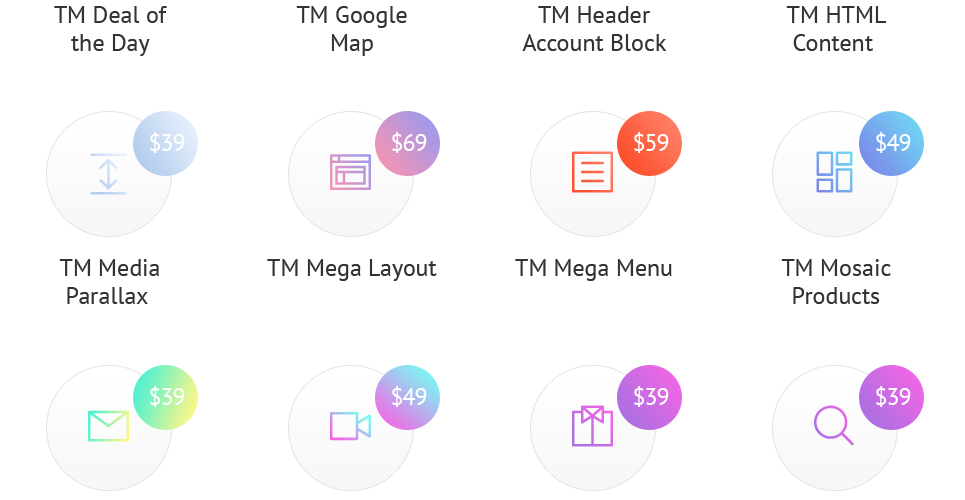 TM Deal of
the Day
TM Google
Map
TM Header
Account Block
TM HTML
Content
$39
$69
$59
$49
TM Media
Parallax
TM Mega Layout
TM Mega Menu
TM Mosaic
Products
$39
$49
$39
$39